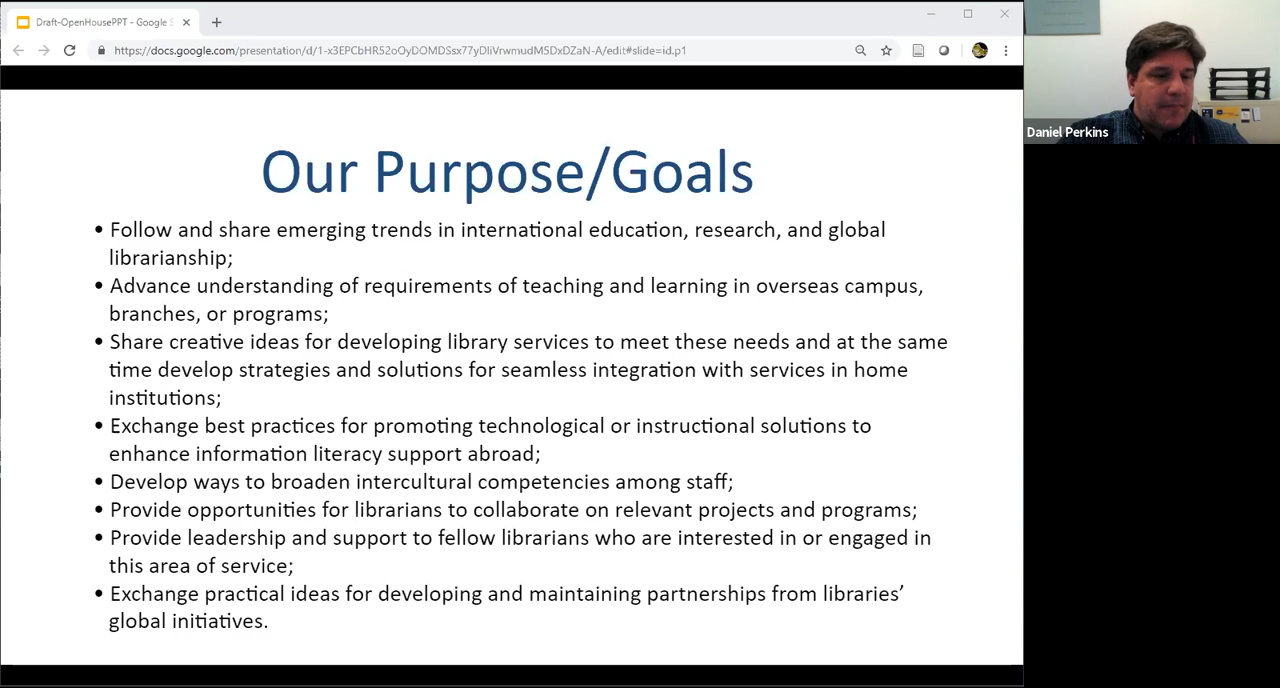 Draft-OpenHousePPT - Google S
https://docs.google.com/presentation/d/1-x3EPCbHR52oOyDOMDSsx77yDIiVrwmudM5DxDZaN-A/edit#slide=id.p1
Daniel Perkins
Our Purpose/Goals
• Follow and share emerging trends in international education, research, and global
librarianship;
• Advance understanding of requirements of teaching and learning in overseas campus,
branches, or programs;
• Share creative ideas for developing library services to meet these needs and at the same
time develop strategies and solutions for seamless integration with services in home
institutions;
• Exchange best practices for promoting technological or instructional solutions to
enhance information literacy support abroad;
• Develop ways to broaden intercultural competencies among staff;
• Provide opportunities for librarians to collaborate on relevant projects and programs;
• Provide leadership and support to fellow librarians who are interested in or engaged in
this area of service;
• Exchange practical ideas for developing and maintaining partnerships from libraries’
global initiatives.